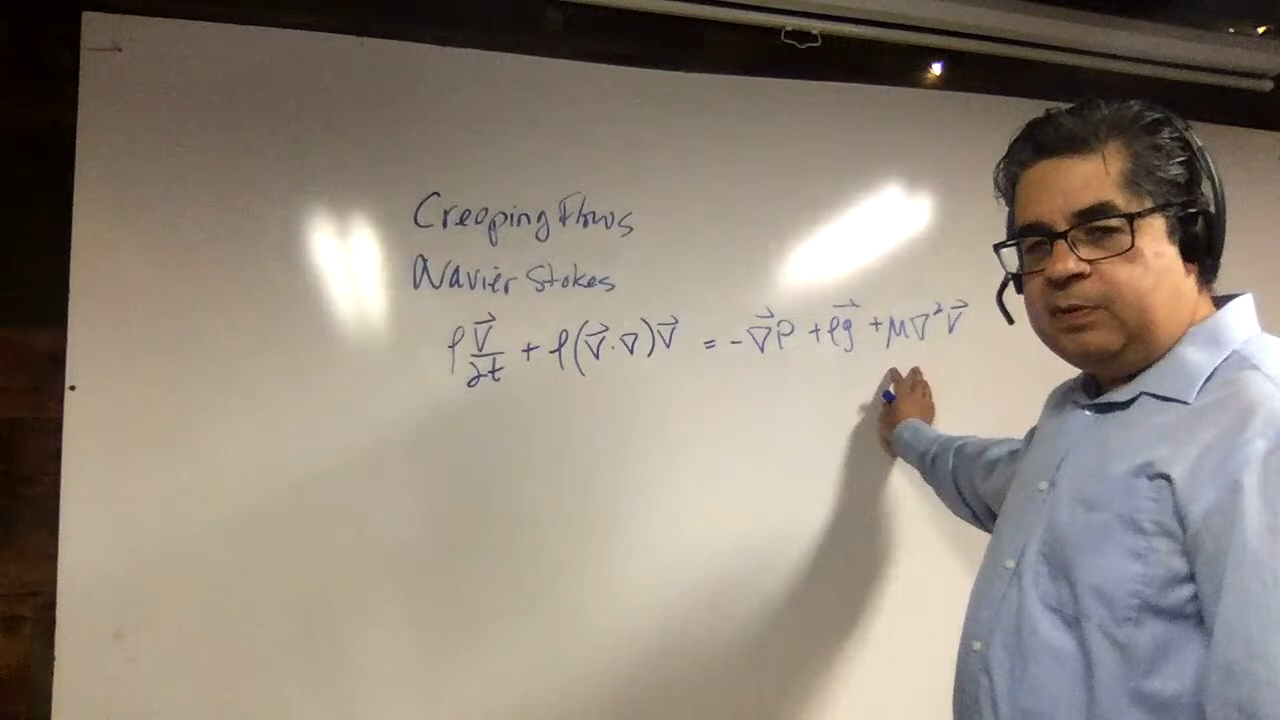 Creeping Flows
Navier Stokes
ρ V⃗/∂t + ρ(V⃗·∇)V⃗ = -∇⃗P + ρg⃗ + μ∇²V⃗